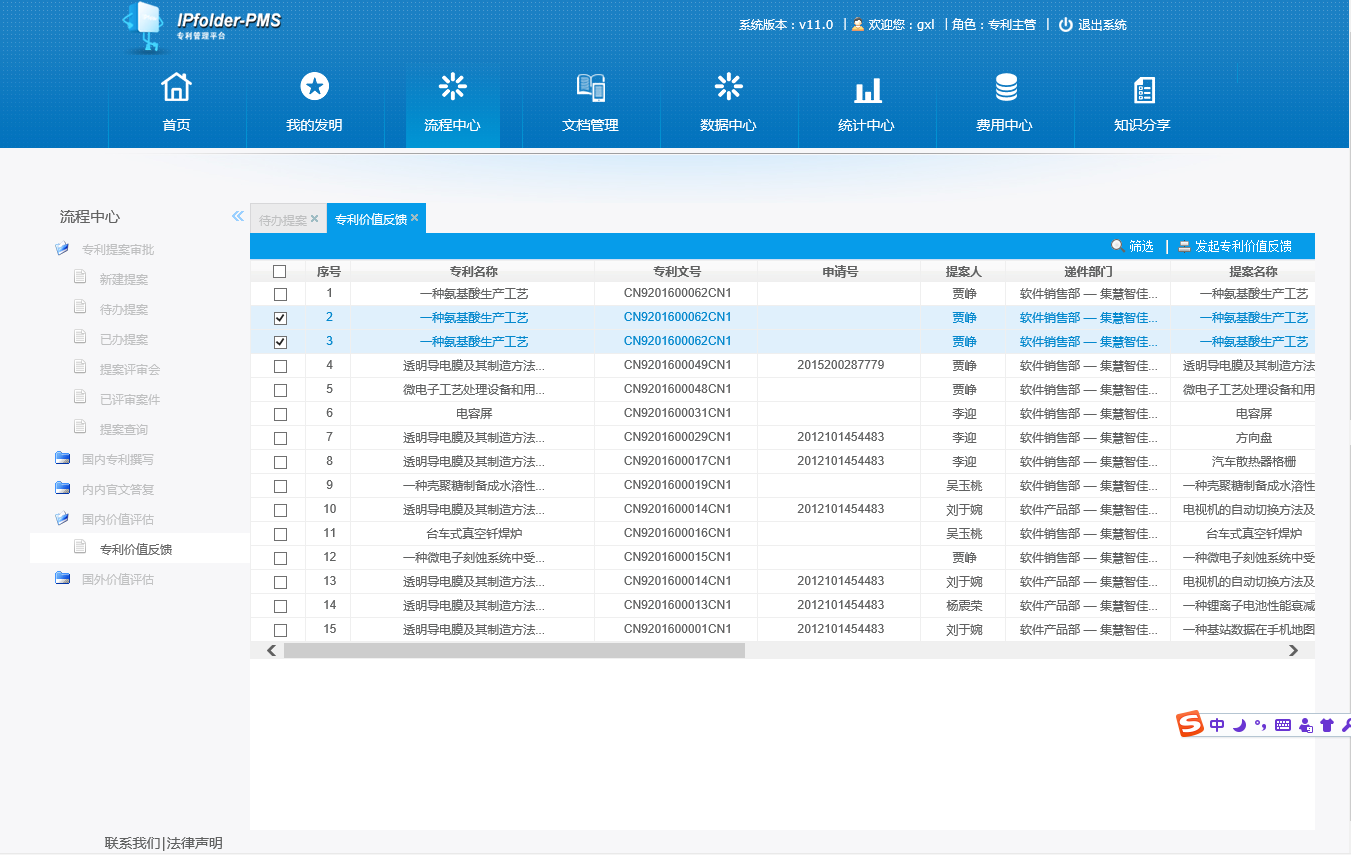 IPfolder-PMS
专利管理平台
系统版本：v11.0 | 欢迎您：gxl | 角色：专利主管 | 退出系统
首页 我的发明 流程中心 文档管理 数据中心 统计中心 费用中心 知识分享
流程中心
专利提案审批
新建提案
待办提案
已办提案
提案评审会
已评审案件
提案查询
国内专利撰写
内内官文答复
国内价值评估
专利价值反馈
国外价值评估
待办提案 专利价值反馈
筛选 | 发起专利价值反馈
序号 专利名称 专利文号 申请号 提案人 递件部门 提案名称
1 一种氨基酸生产工艺 CN9201600062CN1 贾峥 软件销售部 — 集慧智佳... 一种氨基酸生产工艺
2 一种氨基酸生产工艺 CN9201600062CN1 贾峥 软件销售部 — 集慧智佳... 一种氨基酸生产工艺
3 一种氨基酸生产工艺 CN9201600062CN1 贾峥 软件销售部 — 集慧智佳... 一种氨基酸生产工艺
4 透明导电膜及其制造方法... CN9201600049CN1 2015200287779 贾峥 软件销售部 — 集慧智佳... 透明导电膜及其制造方法
5 微电子工艺处理设备和用... CN9201600048CN1 贾峥 软件销售部 — 集慧智佳... 微电子工艺处理设备和用
6 电容屏 CN9201600031CN1 李迎 软件销售部 — 集慧智佳... 电容屏
7 透明导电膜及其制造方法... CN9201600029CN1 2012101454483 李迎 软件销售部 — 集慧智佳... 方向盘
8 透明导电膜及其制造方法... CN9201600017CN1 2012101454483 李迎 软件销售部 — 集慧智佳... 汽车散热器格栅
9 一种壳聚糖制备成水溶性... CN9201600019CN1 吴玉桃 软件销售部 — 集慧智佳... 一种壳聚糖制备成水溶性
10 透明导电膜及其制造方法... CN9201600014CN1 2012101454483 刘于婉 软件销售部 — 集慧智佳... 电视机的自动切换方法及
11 台车式真空钎焊炉 CN9201600016CN1 吴玉桃 软件销售部 — 集慧智佳... 台车式真空钎焊炉
12 一种微电子刻蚀系统中受... CN9201600015CN1 贾峥 软件销售部 — 集慧智佳... 一种微电子刻蚀系统中受
13 透明导电膜及其制造方法... CN9201600014CN1 2012101454483 刘于婉 软件产品部 — 集慧智佳... 电视机的自动切换方法及
14 透明导电膜及其制造方法... CN9201600013CN1 2012101454483 杨震荣 软件产品部 — 集慧智佳... 一种锂离子电池性能衰减
15 透明导电膜及其制造方法... CN9201600001CN1 2012101454483 刘于婉 软件产品部 — 集慧智佳... 一种基站数据在手机地图
中
联系我们|法律声明